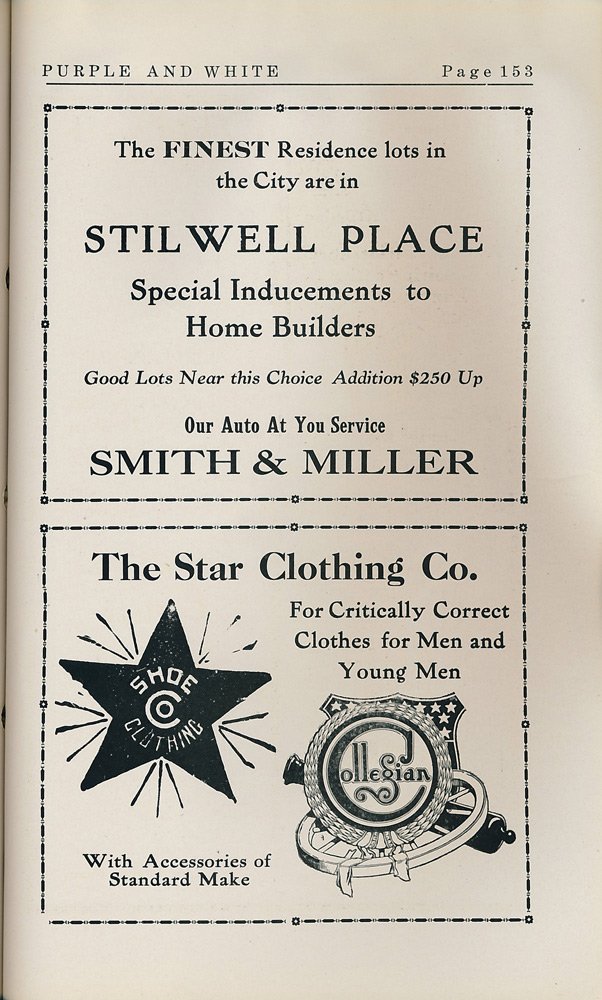 PURPLE AND WHITE Page 153
The FINEST Residence lots in
the City are in
STILWELL PLACE
Special Inducements to
Home Builders
Good Lots Near this Choice Addition $250 Up
Our Auto At You Service
SMITH & MILLER
The Star Clothing Co.
For Critically Correct
Clothes for Men and
Young Men
SHOE
CO
CLOTHING
Collegian
With Accessories of
Standard Make